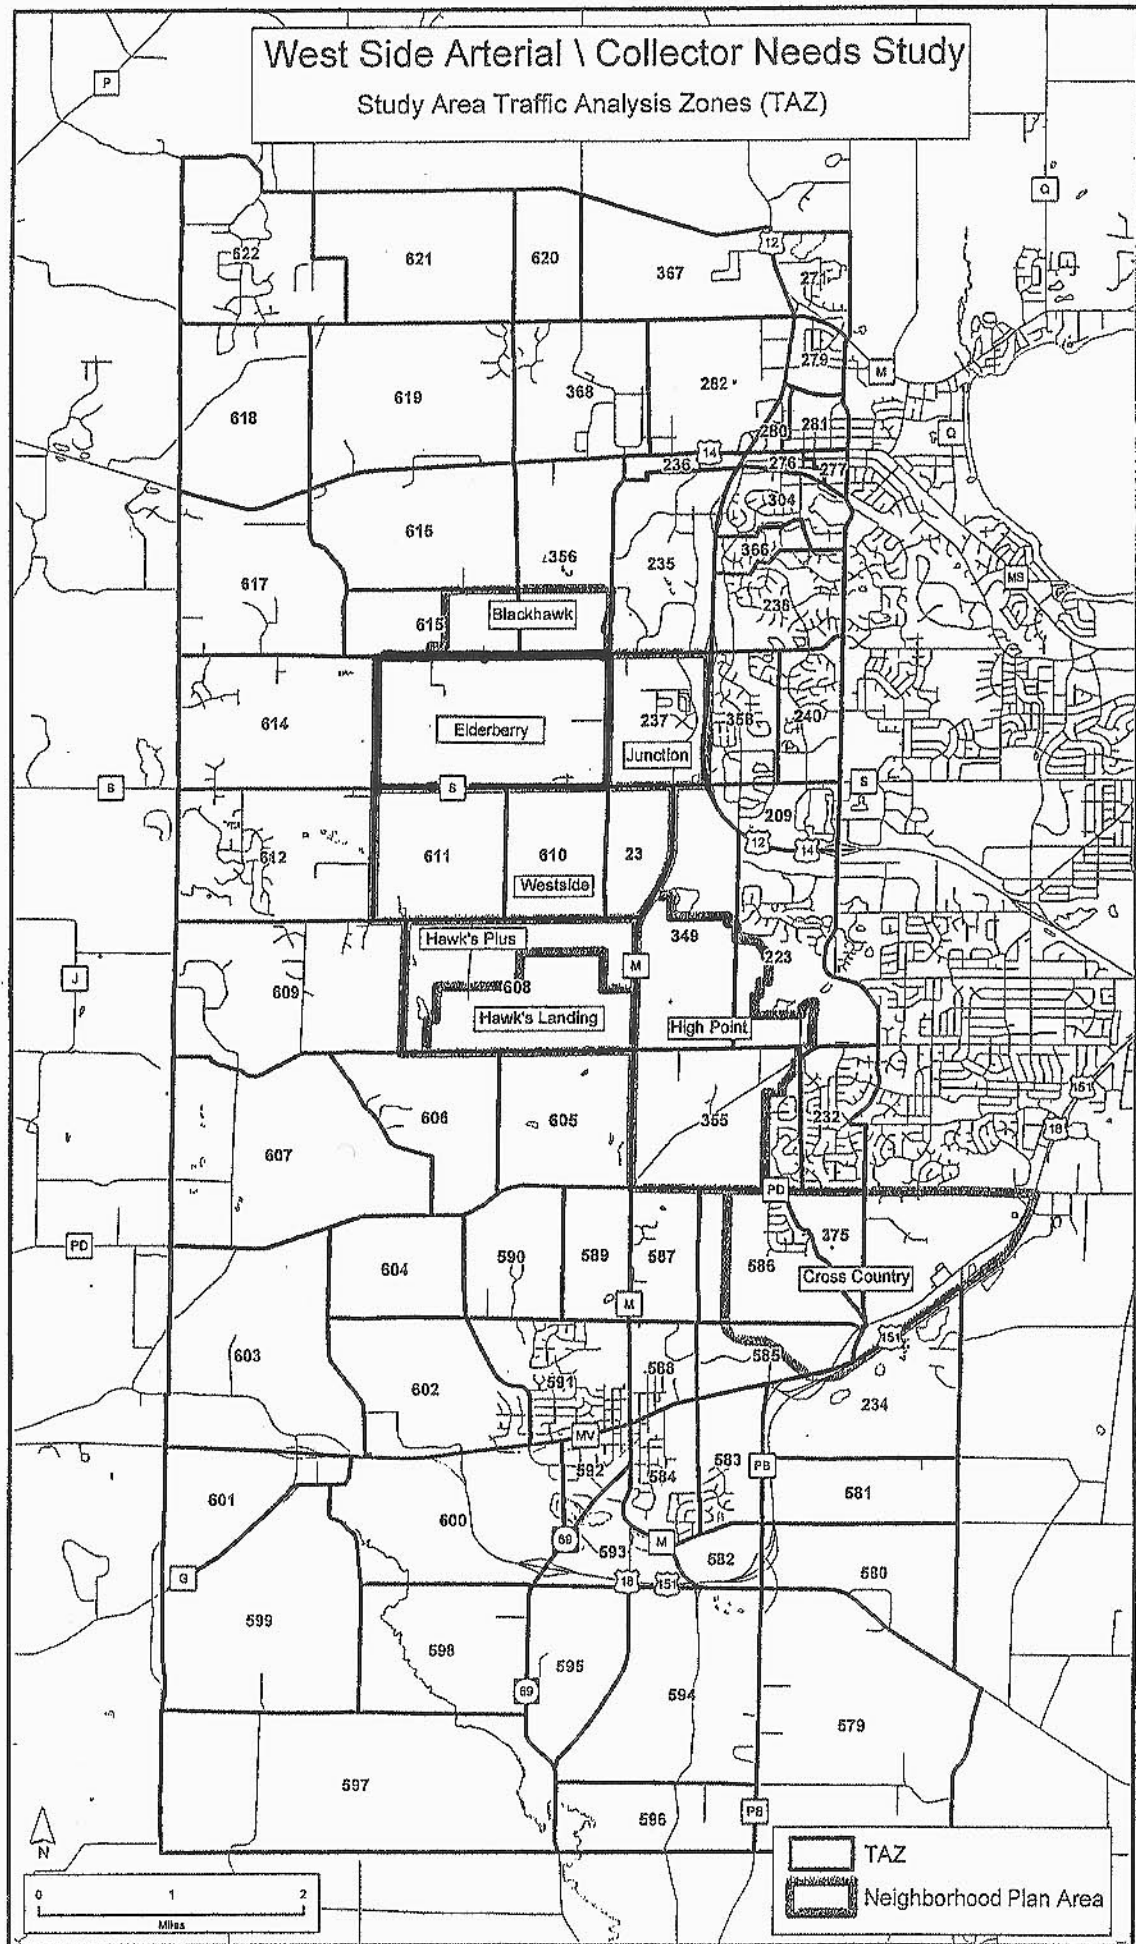 West Side Arterial \ Collector Needs Study
Study Area Traffic Analysis Zones (TAZ)
P
Q
12
622
621
620
367
271
279
M
618
619
368
282
281
280
Q
14
236
276
277
304
616
356
235
366
MS
617
238
615
Blackhawk
614
Elderberry
237
358
240
Junction
S
S
S
209
12
14
612
611
610
23
Westside
349
Hawk's Plus
223
J
M
609
608
Hawk's Landing
High Point
151
606
605
355
232
18
607
PD
PD
604
590
589
587
586
375
Cross Country
M
151
603
602
591
588
585
234
MV
592
584
583
PB
601
600
581
69
593
M
582
G
18
151
580
599
598
595
594
69
579
597
596
PB
N
0 1 2
Miles
TAZ
Neighborhood Plan Area